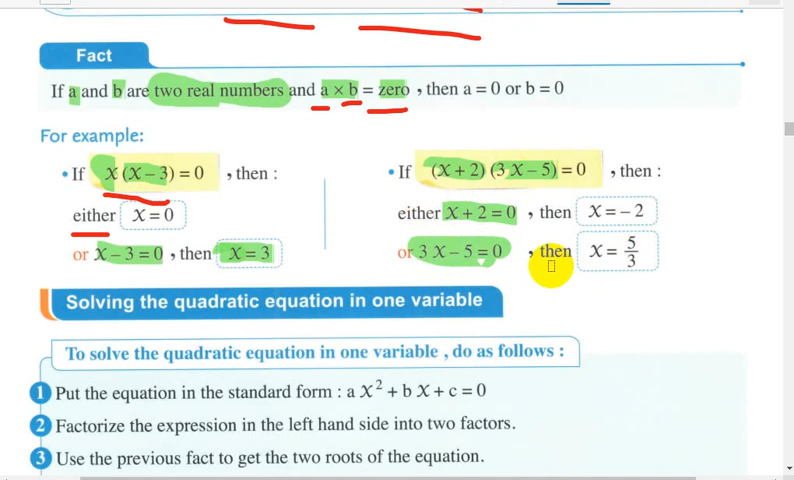 Fact
If a and b are two real numbers and a × b = zero , then a = 0 or b = 0
For example:
• If X (X – 3) = 0 , then :
either X = 0
or X – 3 = 0 , then X = 3
• If (X + 2) (3 X – 5) = 0 , then :
either X + 2 = 0 , then X = – 2
or 3 X – 5 = 0 , then X = 5/3
Solving the quadratic equation in one variable
To solve the quadratic equation in one variable , do as follows :
1 Put the equation in the standard form : a X² + b X + c = 0
2 Factorize the expression in the left hand side into two factors.
3 Use the previous fact to get the two roots of the equation.